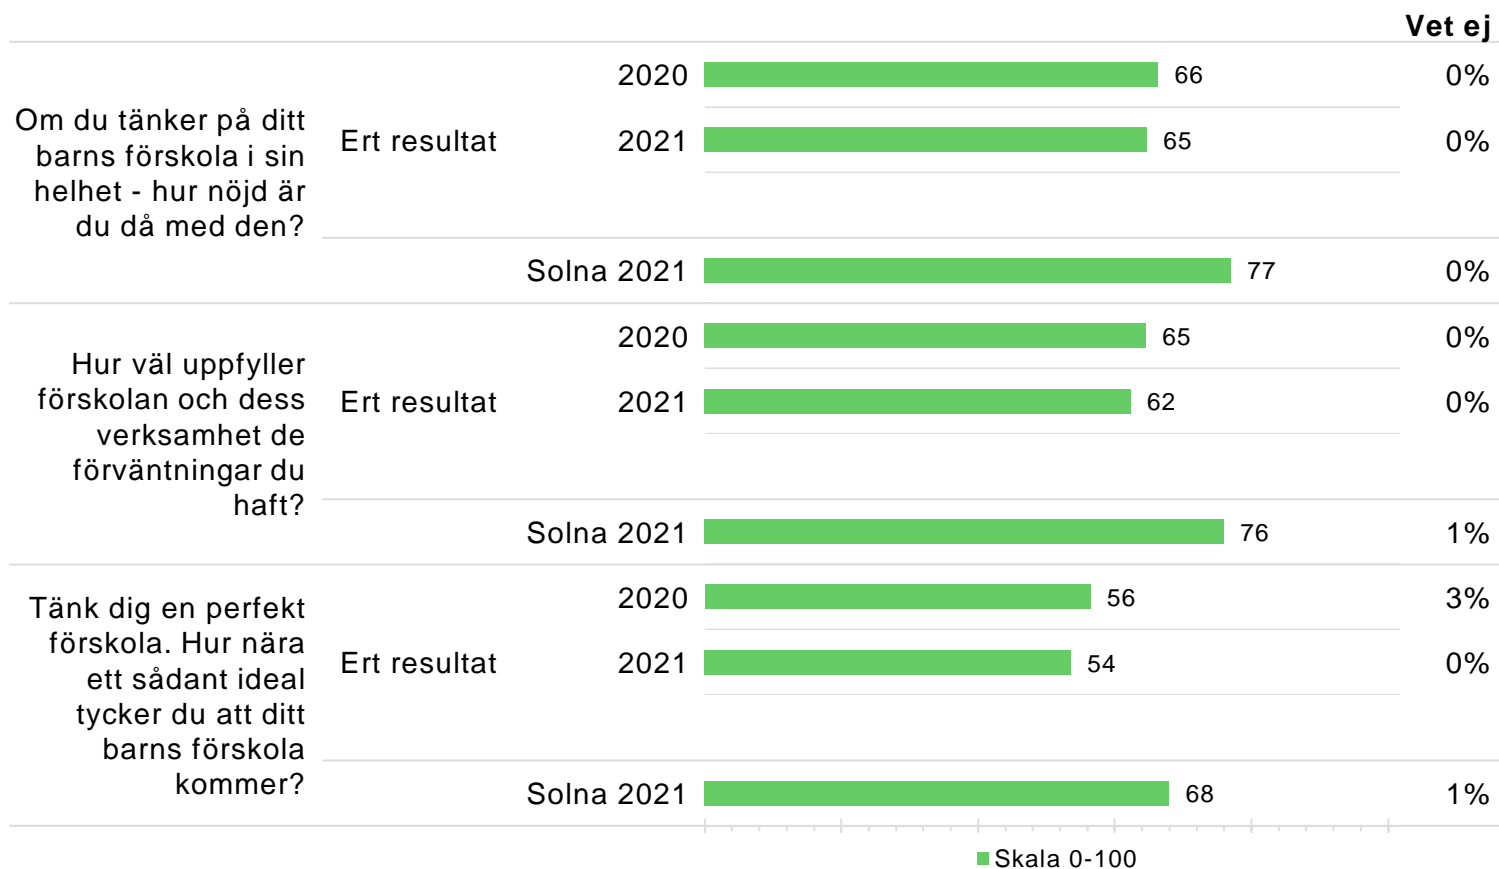 Vet ej
2020 66 0%
Om du tänker på ditt
barns förskola i sin
helhet - hur nöjd är
du då med den?
Ert resultat 2021 65 0%
Solna 2021 77 0%
2020 65 0%
Hur väl uppfyller
förskolan och dess
verksamhet de
förväntningar du
haft?
Ert resultat 2021 62 0%
Solna 2021 76 1%
2020 56 3%
Tänk dig en perfekt
förskola. Hur nära
ett sådant ideal
tycker du att ditt
barns förskola
kommer?
Ert resultat 2021 54 0%
Solna 2021 68 1%
Skala 0-100